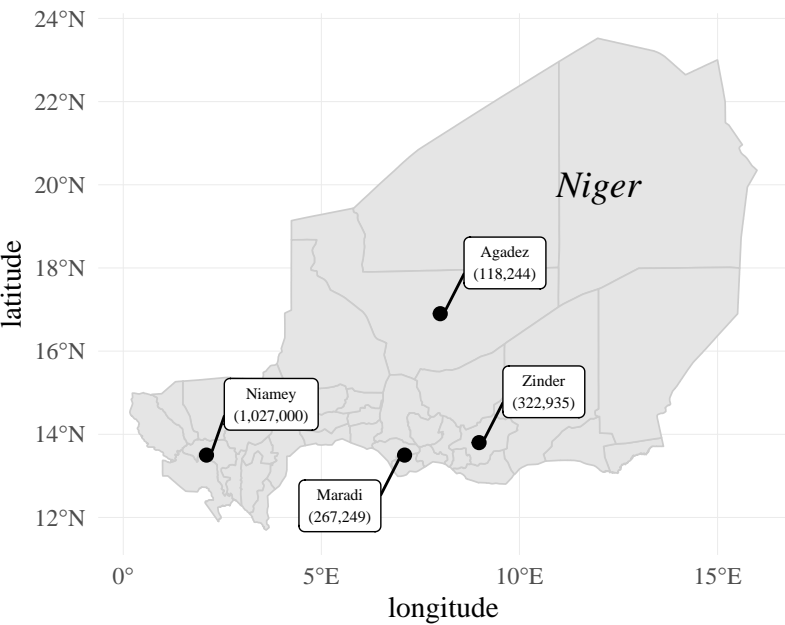 24°N
22°N
20°N
18°N
16°N
14°N
12°N
latitude
Niger
Agadez
(118,244)
Zinder
(322,935)
Niamey
(1,027,000)
Maradi
(267,249)
0° 5°E 10°E 15°E
longitude